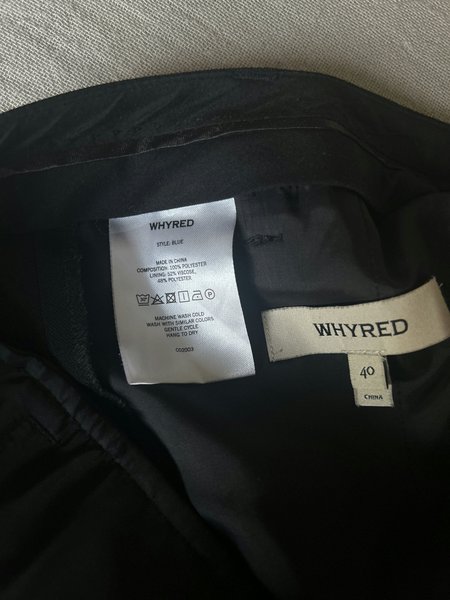 WHYRED
STYLE: BLUE
MADE IN CHINA
COMPOSITION: 100% POLYESTER
LINING: 52% VISCOSE,
48% POLYESTER
MACHINE WASH COLD
WASH WITH SIMILAR COLORS
GENTLE CYCLE
HANG TO DRY
WHYRED
40
CHINA